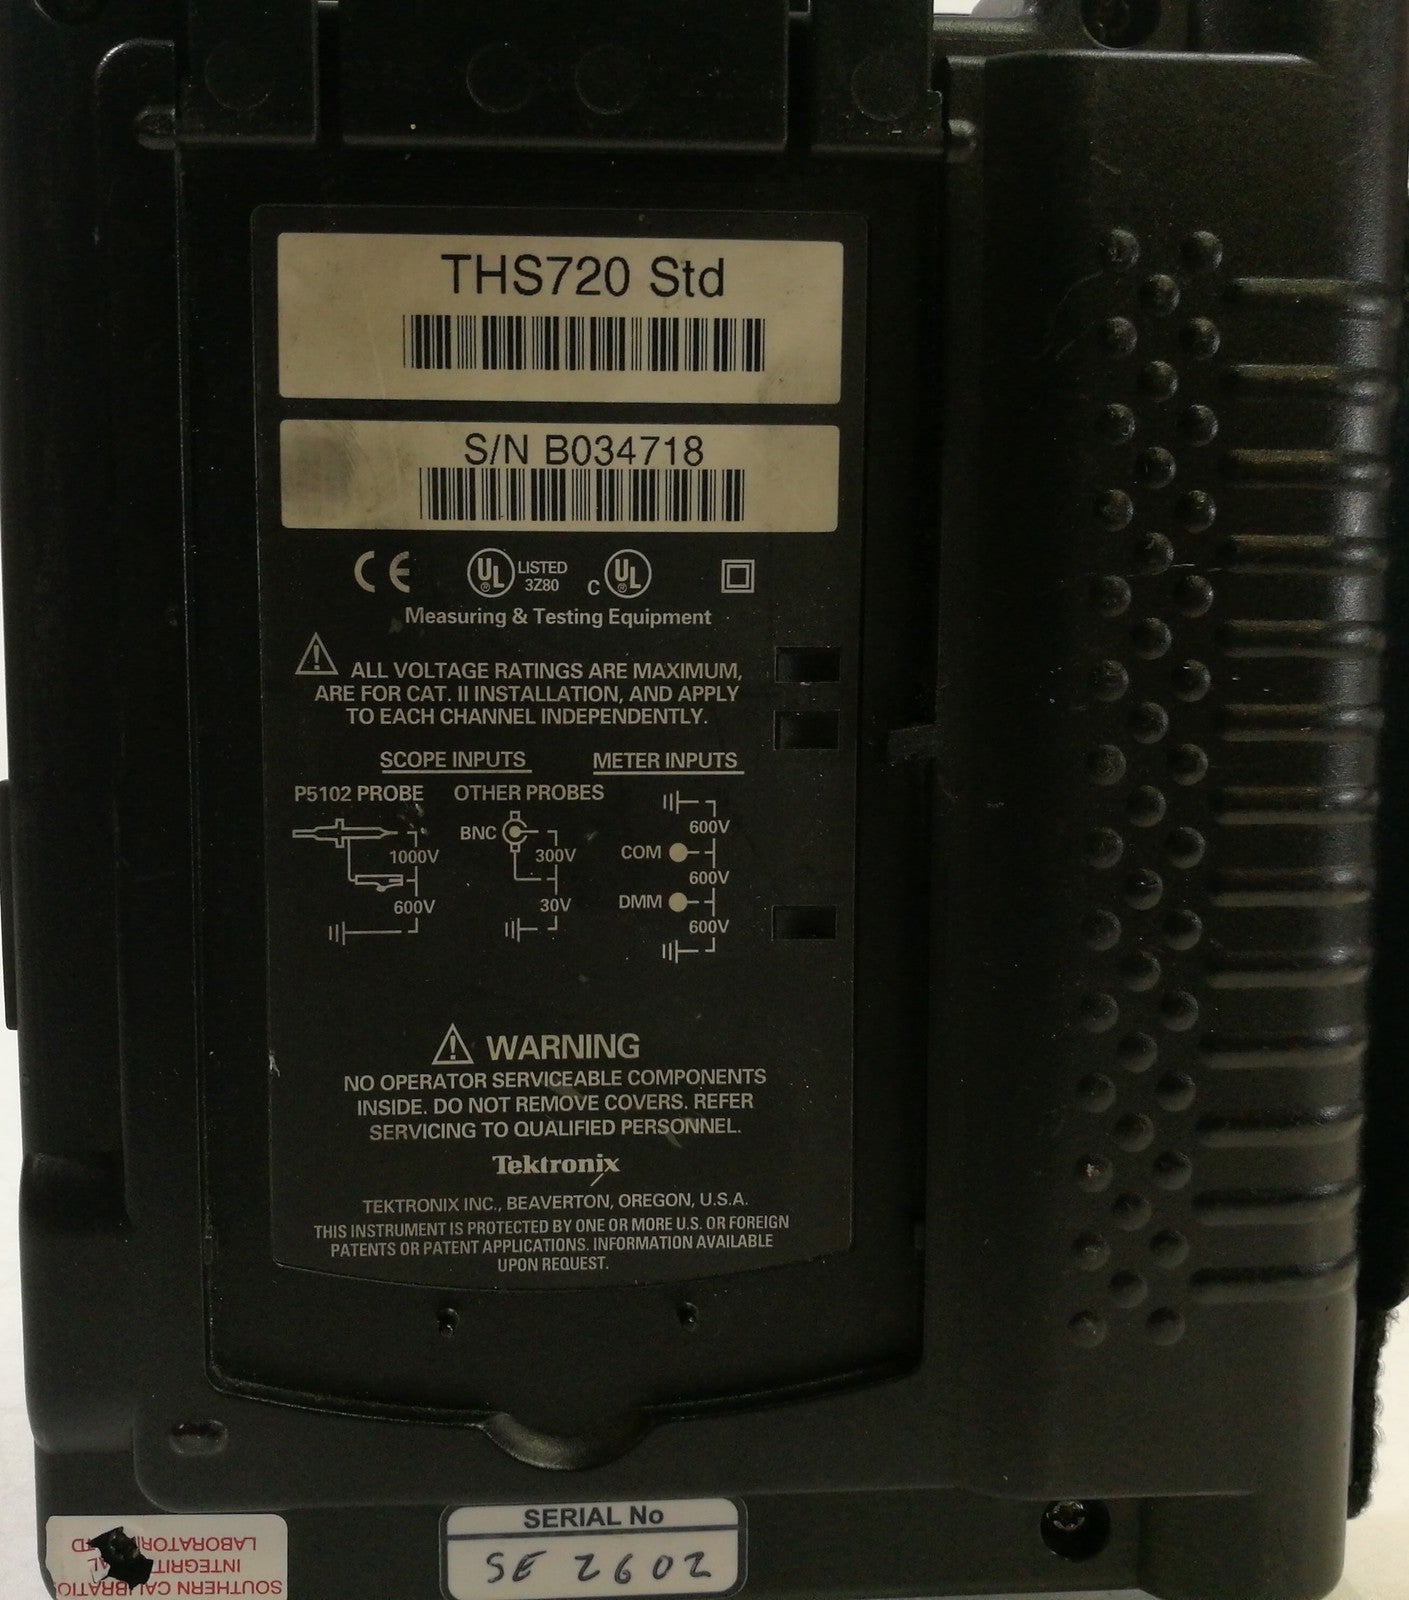 THS720 Std
S/N B034718
CE UL LISTED 3Z80 C UL
Measuring & Testing Equipment
ALL VOLTAGE RATINGS ARE MAXIMUM,
ARE FOR CAT. II INSTALLATION, AND APPLY
TO EACH CHANNEL INDEPENDENTLY.
SCOPE INPUTS METER INPUTS
P5102 PROBE OTHER PROBES
600V
BNC
1000V 300V COM
600V
600V 30V DMM
600V
WARNING
NO OPERATOR SERVICEABLE COMPONENTS
INSIDE. DO NOT REMOVE COVERS. REFER
SERVICING TO QUALIFIED PERSONNEL.
Tektronix
TEKTRONIX INC., BEAVERTON, OREGON, U.S.A.
THIS INSTRUMENT IS PROTECTED BY ONE OR MORE U.S. OR FOREIGN
PATENTS OR PATENT APPLICATIONS. INFORMATION AVAILABLE
UPON REQUEST.
SERIAL No
SE 2602
SOUTHERN